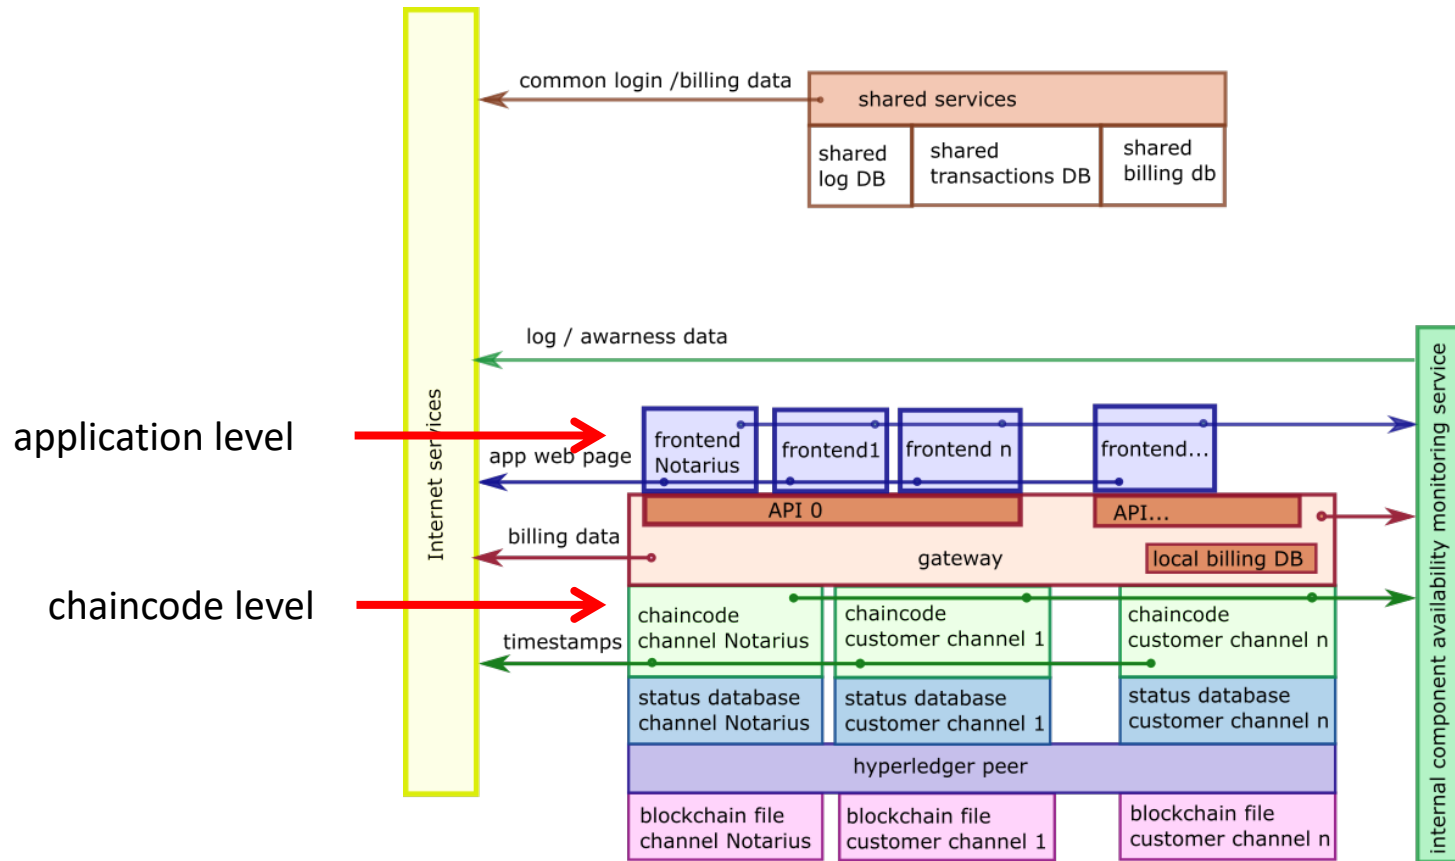 common login /billing data
shared services
shared
log DB
shared
transactions DB
shared
billing db
log / awarness data
Internet services
internal component availability monitoring service
application level
frontend
Notarius
frontend1
frontend n
frontend...
app web page
API 0
API...
billing data
gateway
local billing DB
chaincode level
chaincode
channel Notarius
chaincode
customer channel 1
chaincode
customer channel n
timestamps
status database
channel Notarius
status database
customer channel 1
status database
customer channel n
hyperledger peer
blockchain file
channel Notarius
blockchain file
customer channel 1
blockchain file
customer channel n